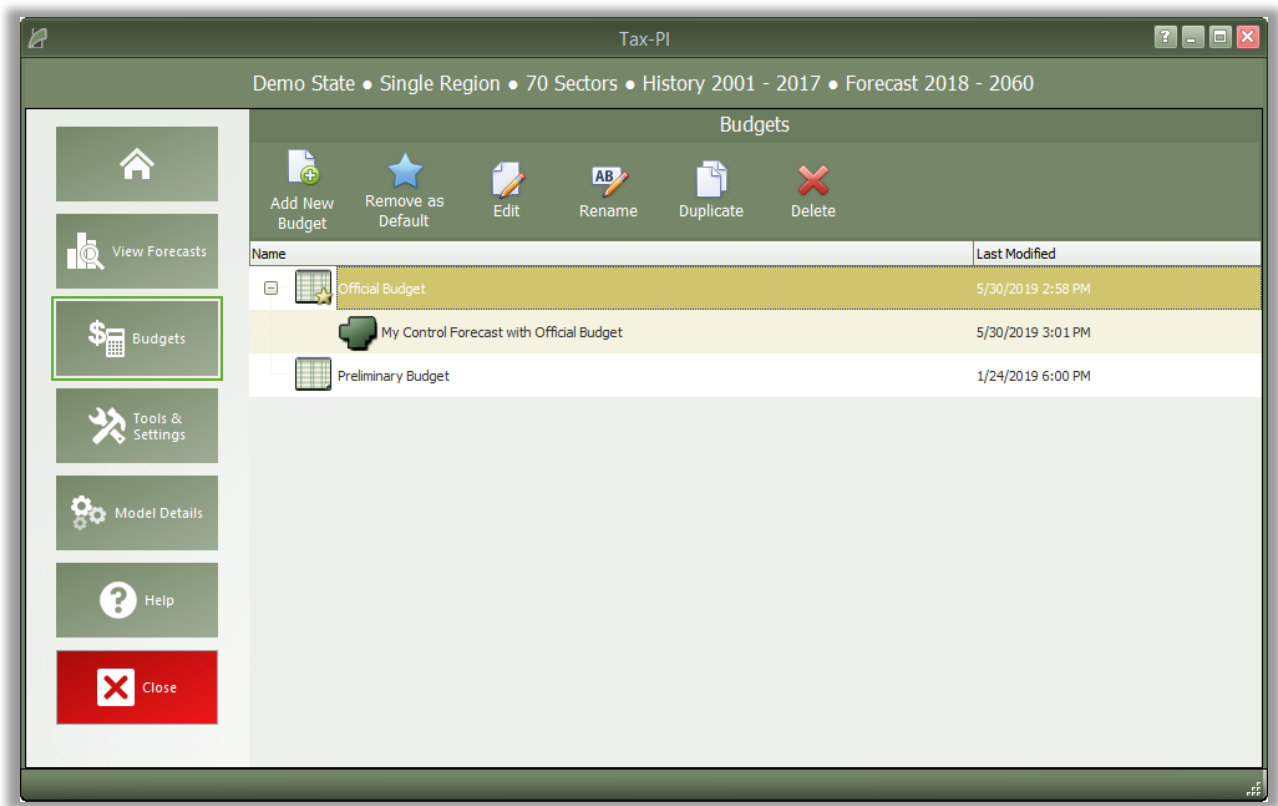 Tax-PI
Demo State ● Single Region ● 70 Sectors ● History 2001 - 2017 ● Forecast 2018 - 2060
Budgets
Add New
Budget
Remove as
Default
Edit
AB
Rename
Duplicate
Delete
View Forecasts
Budgets
Tools &
Settings
Model Details
Help
Close
Name
Last Modified
Official Budget
5/30/2019 2:58 PM
My Control Forecast with Official Budget
5/30/2019 3:01 PM
Preliminary Budget
1/24/2019 6:00 PM